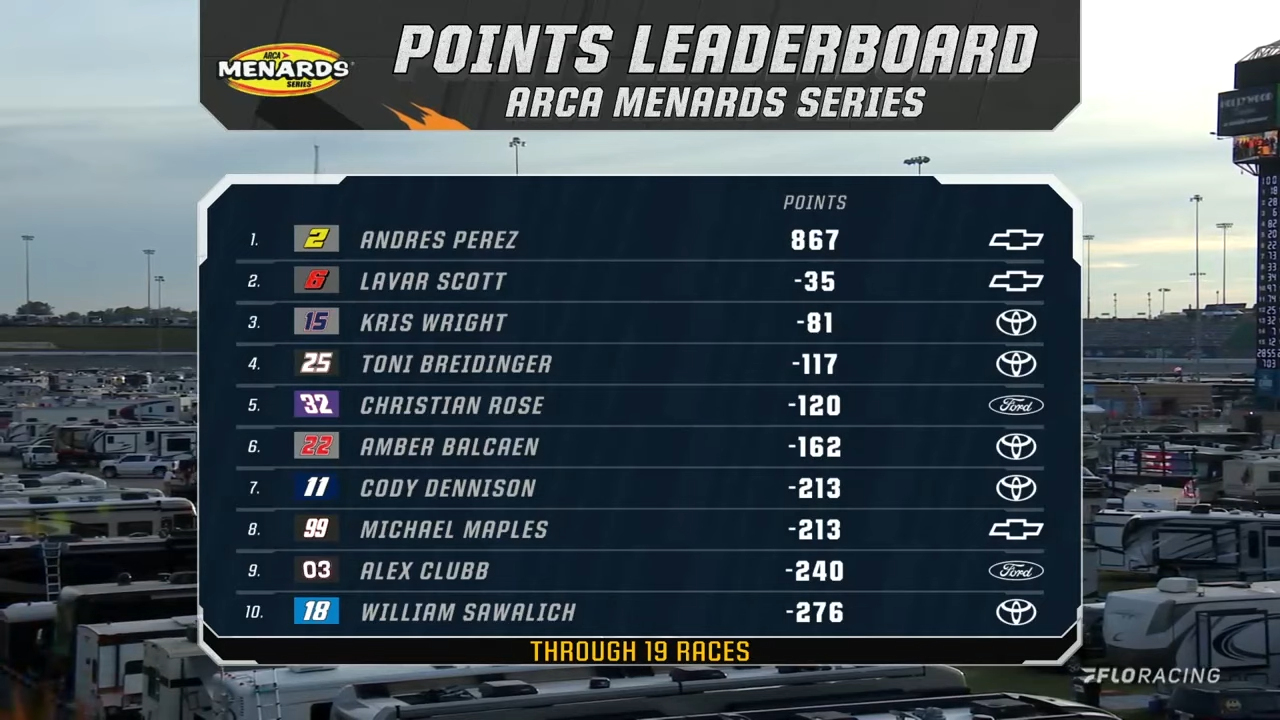 ARCA
MENARDS
SERIES
POINTS LEADERBOARD
ARCA MENARDS SERIES
POINTS
1. 2 ANDRES PEREZ 867
2. 6 LAVAR SCOTT -35
3. 15 KRIS WRIGHT -81
4. 25 TONI BREIDINGER -117
5. 32 CHRISTIAN ROSE -120 Ford
6. 22 AMBER BALCAEN -162
7. 11 CODY DENNISON -213
8. 99 MICHAEL MAPLES -213
9. 03 ALEX CLUBB -240 Ford
10. 18 WILLIAM SAWALICH -276
THROUGH 19 RACES
FLORACING
HOLLYWOOD